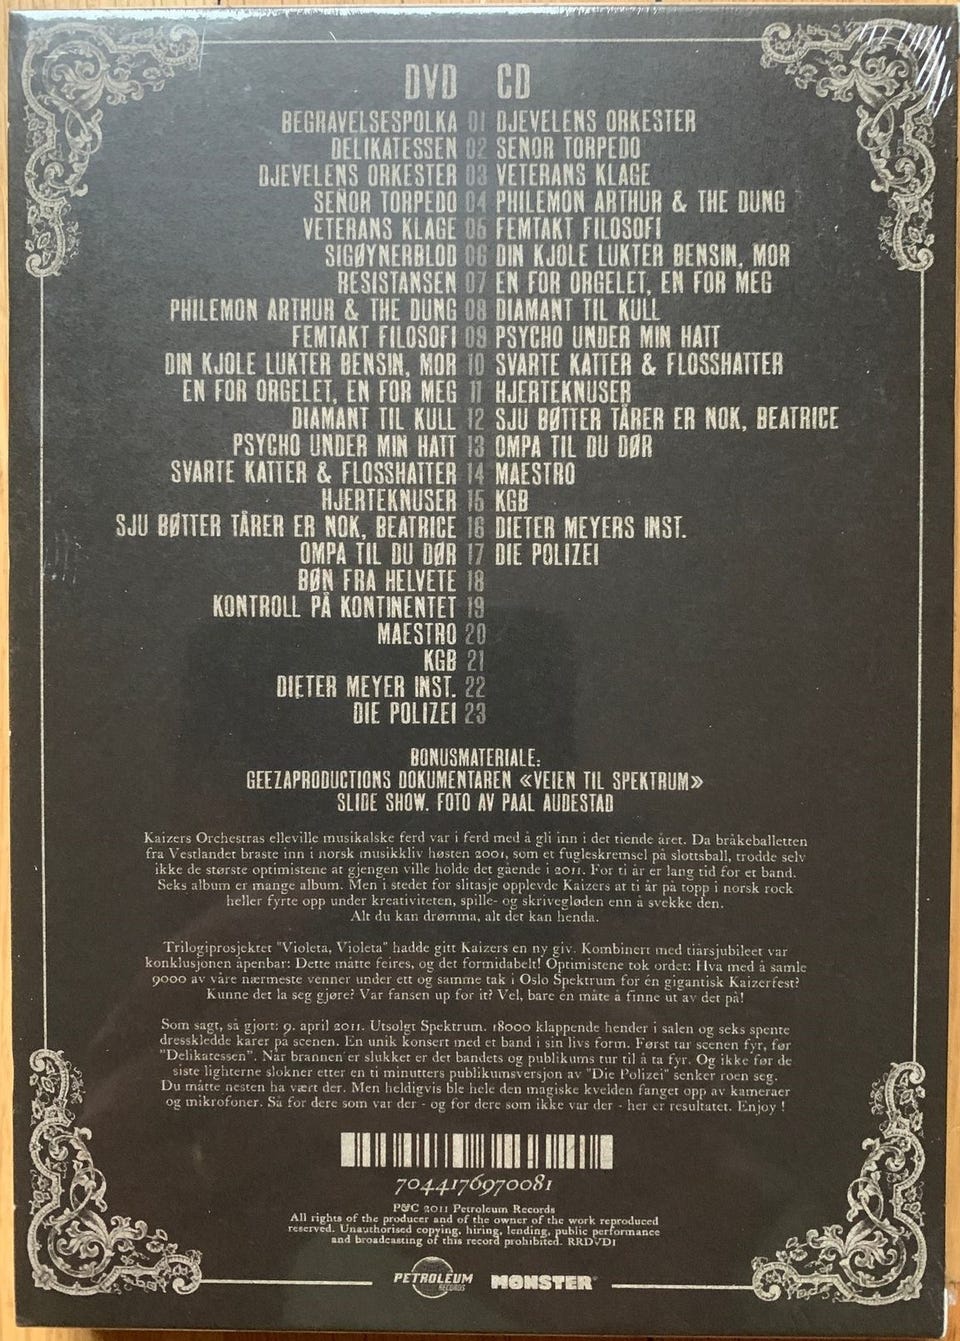 DVD CD
BEGRAVELSESPOLKA 01 DJEVELENS ORKESTER
DELIKATESSEN 02 SENOR TORPEDO
DJEVELENS ORKESTER 03 VETERANS KLAGE
SEÑOR TORPEDO 04 PHILEMON ARTHUR & THE DUNG
VETERANS KLAGE 05 FEMTAKT FILOSOFI
SIGØYNERBLOD 06 DIN KJOLE LUKTER BENSIN, MOR
RESISTANSEN 07 EN FOR ORGELET, EN FOR MEG
PHILEMON ARTHUR & THE DUNG 08 DIAMANT TIL KULL
FEMTAKT FILOSOFI 09 PSYCHO UNDER MIN HATT
DIN KJOLE LUKTER BENSIN, MOR 10 SVARTE KATTER & FLOSSHATTER
EN FOR ORGELET, EN FOR MEG 11 HJERTEKNUSER
DIAMANT TIL KULL 12 SJU BØTTER TÅRER ER NOK, BEATRICE
PSYCHO UNDER MIN HATT 13 OMPA TIL DU DØR
SVARTE KATTER & FLOSSHATTER 14 MAESTRO
HJERTEKNUSER 15 KGB
SJU BØTTER TÅRER ER NOK, BEATRICE 16 DIETER MEYERS INST.
OMPA TIL DU DØR 17 DIE POLIZEI
BØN FRA HELVETE 18
KONTROLL PÅ KONTINENTET 19
MAESTRO 20
KGB 21
DIETER MEYER INST. 22
DIE POLIZEI 23
BONUSMATERIALE:
GEEZAPRODUCTIONS DOKUMENTAREN «VEIEN TIL SPEKTRUM»
SLIDE SHOW. FOTO AV PAAL AUDESTAD
Kaizers Orchestras elleville musikalske ferd var i ferd med å gli inn i det tiende året. Da bråkeballetten
fra Vestlandet braste inn i norsk musikkliv høsten 2001, som et fugleskremsel på slottsball, trodde selv
ikke de største optimistene at gjengen ville holde det gående i 2011. For ti år er lang tid for et band.
Seks album er mange album. Men i stedet for slitasje opplevde Kaizers at ti år på topp i norsk rock
heller fyrte opp under kreativiteten, spille- og skrivegløden enn å svekke den.
Alt du kan drømma, alt det kan henda.
Trilogiprosjektet "Violeta, Violeta" hadde gitt Kaizers en ny giv. Kombinert med tiårsjubileet var
konklusjonen åpenbar: Dette måtte feires, og det formidabelt! Optimistene tok ordet: Hva med å samle
9000 av våre nærmeste venner under ett og samme tak i Oslo Spektrum for en gigantisk Kaizerfest?
Kunne det la seg gjøre? Var fansen up for it? Vel, bare en måte å finne ut av det på!
Som sagt, så gjort: 9. april 2011. Utsolgt Spektrum. 18000 klappende hender i salen og seks spente
dresskledde karer på scenen. En unik konsert med et band i sin livs form. Først tar scenen fyr, før
"Delikatessen". Når brannen er slukket er det bandets og publikums tur til å ta fyr. Og ikke før de
siste lighterne slokner etter en ti minutters publikumsversjon av "Die Polizei" senker roen seg.
Du måtte nesten ha vært der. Men heldigvis ble hele den magiske kvelden fanget opp av kameraer
og mikrofoner. Så for dere som var der - og for dere som ikke var der - her er resultatet. Enjoy !
7044176970081
P&C 2011 Petroleum Records
All rights of the producer and of the owner of the work reproduced
reserved. Unauthorised copying, hiring, lending, public performance
and broadcasting of this record prohibited. RRDVD1
PETROLEUM RECORDS MONSTER